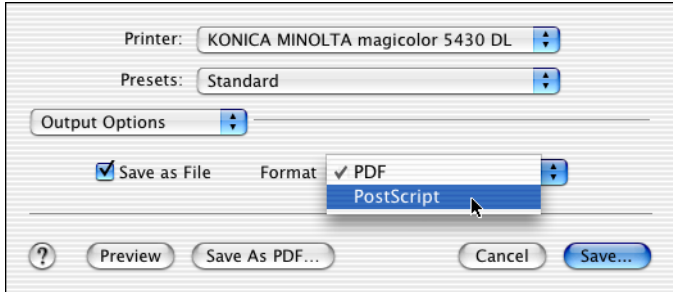 Printer: KONICA MINOLTA magicolor 5430 DL
Presets: Standard
Output Options
Save as File Format ✓ PDF
PostScript
? Preview Save As PDF... Cancel Save...